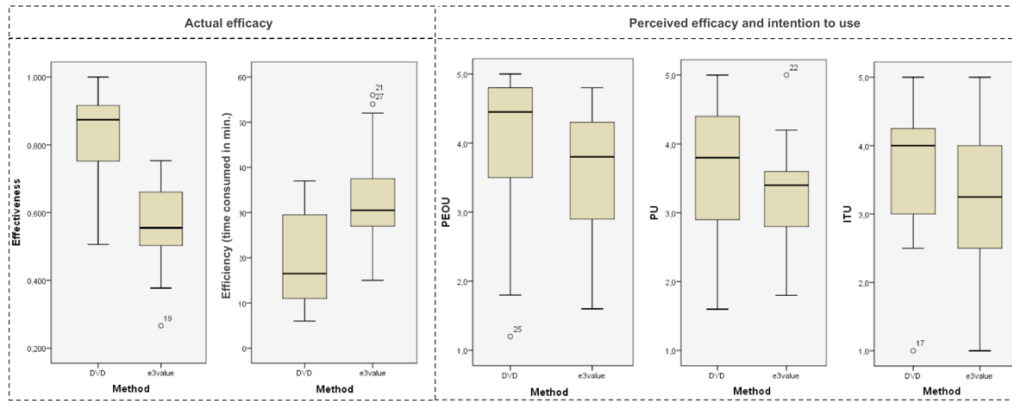 Actual efficacy
Perceived efficacy and intention to use
Effectiveness
1,000
0,800
0,600
0,400
0,200
19
DVD e3value
Method
Efficiency (time consumed in min.)
60
50
40
30
20
10
0
21
27
DVD e3value
Method
PEOU
5,0
4,0
3,0
2,0
1,0
25
DVD e3value
Method
PU
5,0
4,0
3,0
2,0
1,0
22
DVD e3value
Method
ITU
5,0
4,0
3,0
2,0
1,0
17
DVD e3value
Method